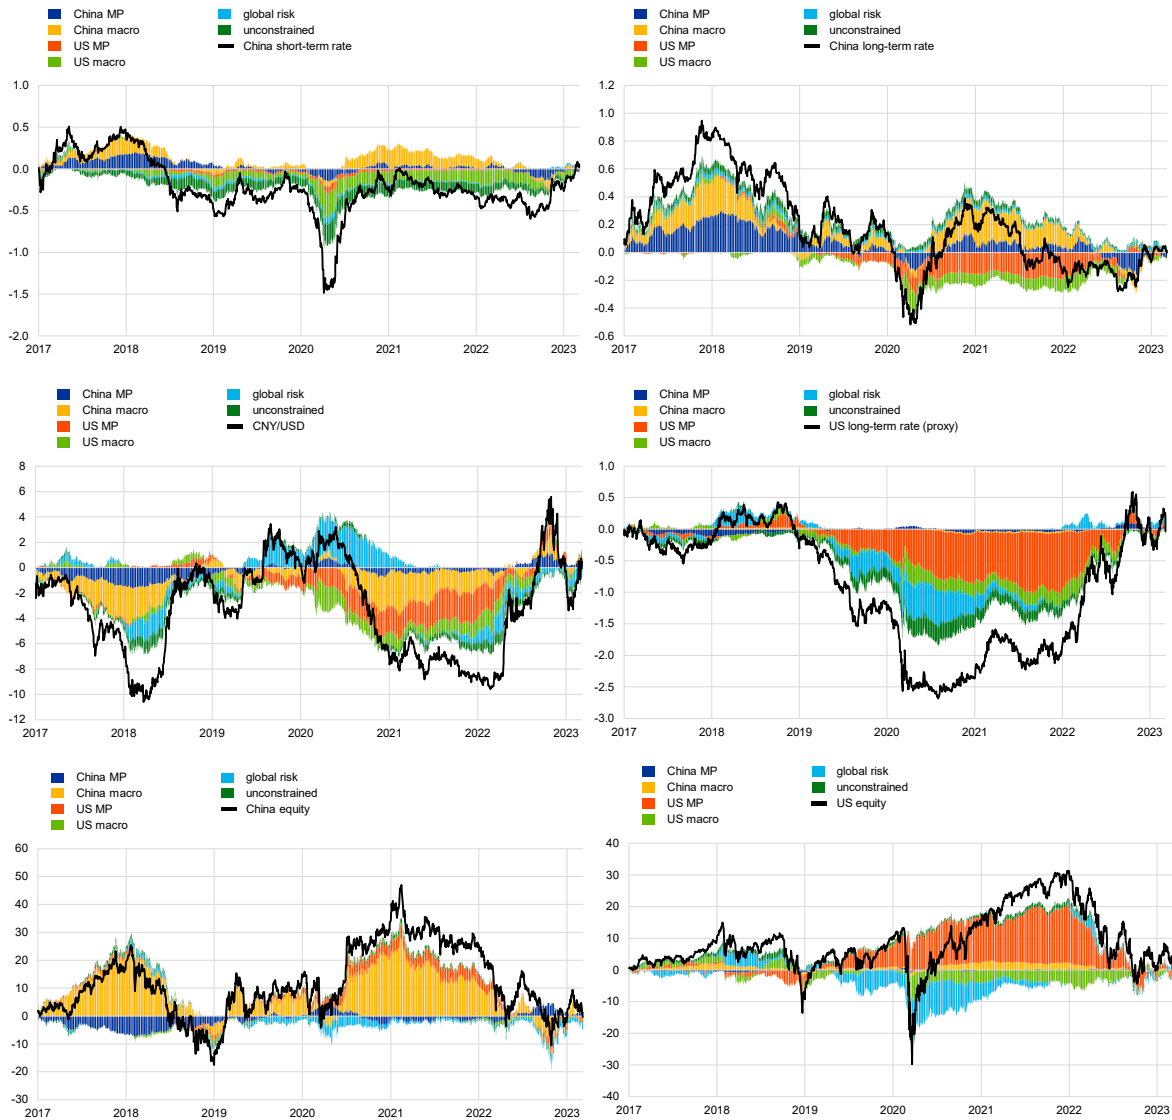 China MP global risk
China macro unconstrained
US MP China short-term rate
US macro
1.0
0.5
0.0
-0.5
-1.0
-1.5
-2.0
2017 2018 2019 2020 2021 2022 2023
China MP global risk
China macro unconstrained
US MP China long-term rate
US macro
1.2
1.0
0.8
0.6
0.4
0.2
0.0
-0.2
-0.4
-0.6
2017 2018 2019 2020 2021 2022 2023
China MP global risk
China macro unconstrained
US MP CNY/USD
US macro
8
6
4
2
0
-2
-4
-6
-8
-10
-12
2017 2018 2019 2020 2021 2022 2023
China MP global risk
China macro unconstrained
US MP US long-term rate (proxy)
US macro
1.0
0.5
0.0
-0.5
-1.0
-1.5
-2.0
-2.5
-3.0
2017 2018 2019 2020 2021 2022 2023
China MP global risk
China macro unconstrained
US MP China equity
US macro
60
50
40
30
20
10
0
-10
-20
-30
2017 2018 2019 2020 2021 2022 2023
China MP global risk
China macro unconstrained
US MP US equity
US macro
40
30
20
10
0
-10
-20
-30
-40
2017 2018 2019 2020 2021 2022 2023